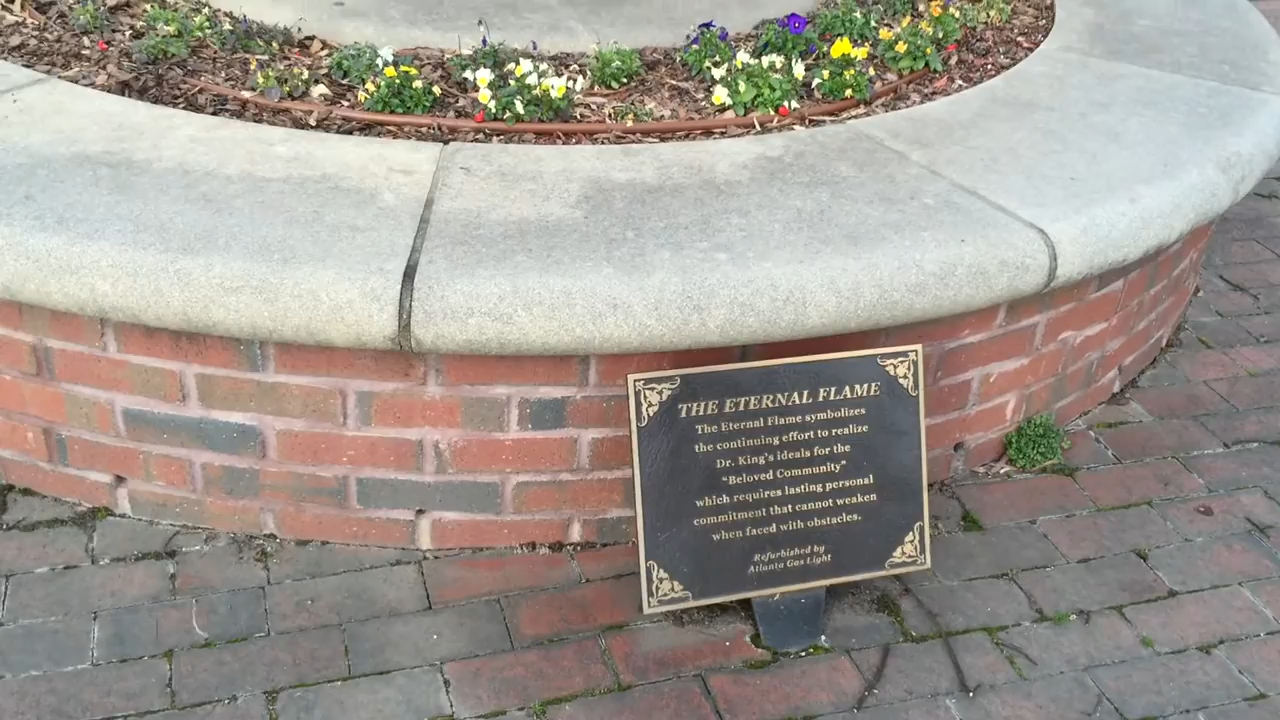 THE ETERNAL FLAME
The Eternal Flame symbolizes
the continuing effort to realize
Dr. King's ideals for the
"Beloved Community"
which requires lasting personal
commitment that cannot weaken
when faced with obstacles.
Refurbished by
Atlanta Gas Light